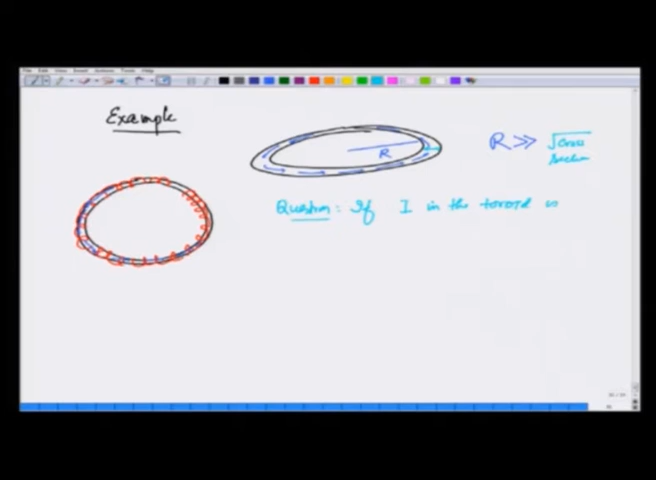 Example
R
R >> √Cross
Section
Question: If I in the toroid is